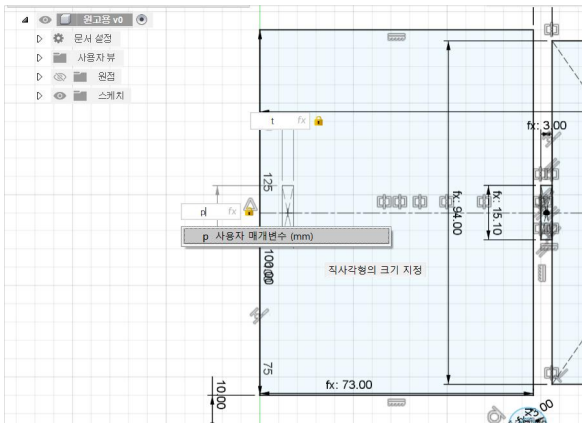 원고용 v0
문서 설정
사용자 뷰
원점
스케치
t fx
fx: 3.00
125
p fx
p 사용자 매개변수 (mm)
fx: 94.00
fx: 15.10
직사각형의 크기 지정
75
fx: 73.00
10.00